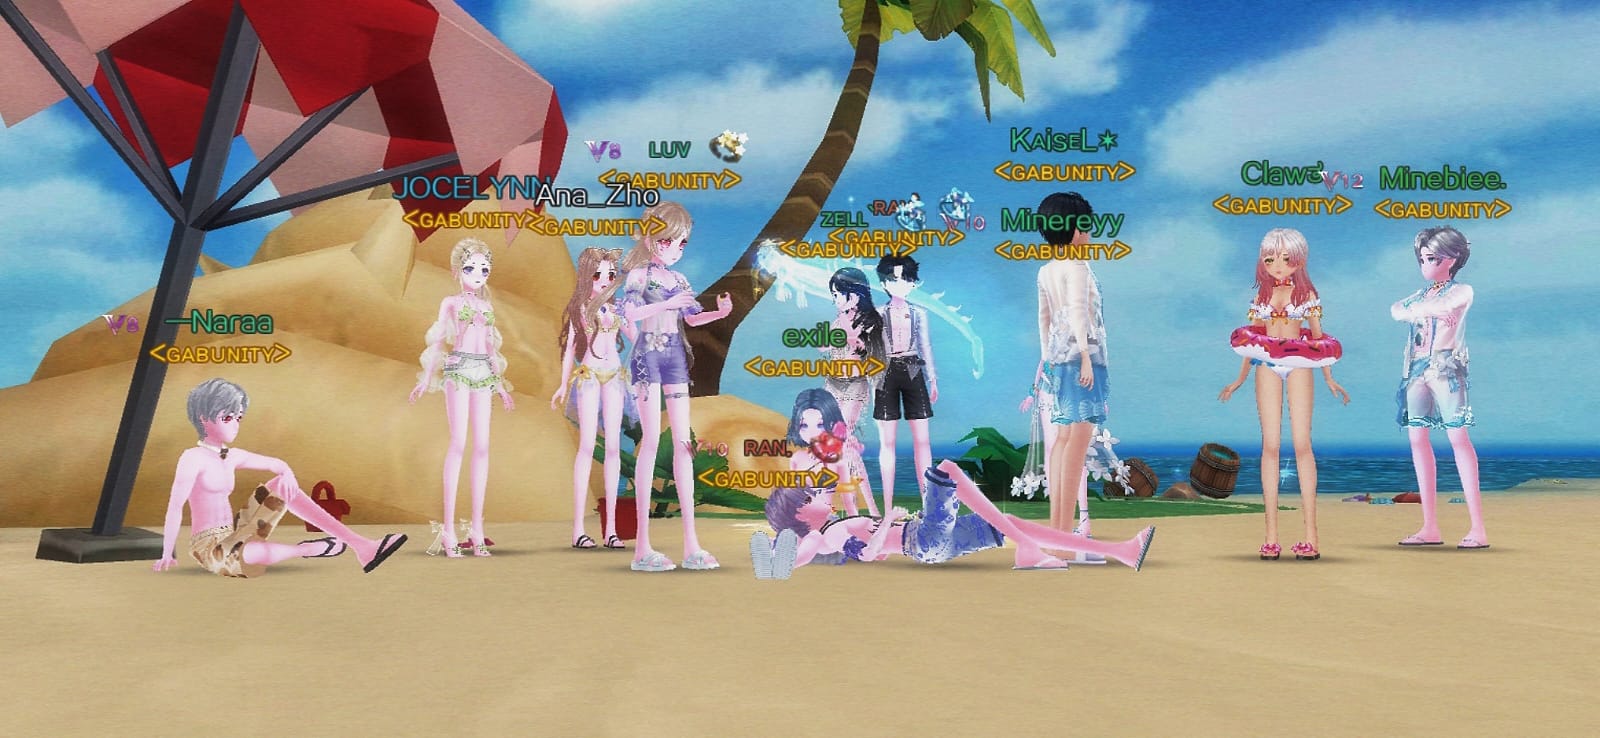 KAiSEL✶
<GABUNITY>
V8 LUV
<GABUNITY>
JOCELYNN
<GABUNITY>
Ana_Zho
<GABUNITY>
Claws
<GABUNITY>
V12 Minebiee.
<GABUNITY>
<GABUNITY>
ZELL
<GABUNITY>
V10 Minereyy
<GABUNITY>
V8 —Naraa
<GABUNITY>
exile
<GABUNITY>
V10 RAN.
<GABUNITY>